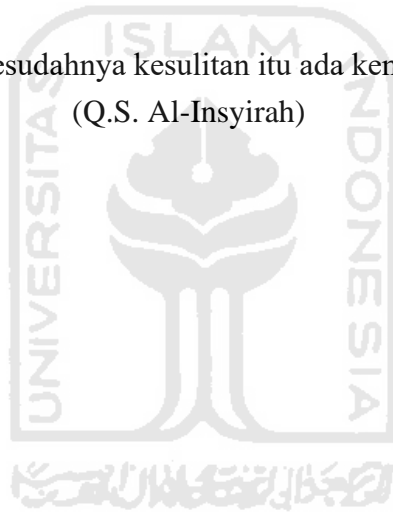 esudahnya kesulitan itu ada ken
(Q.S. Al-Insyirah)
ISLAM
UNIVERSITAS
INDONESIA